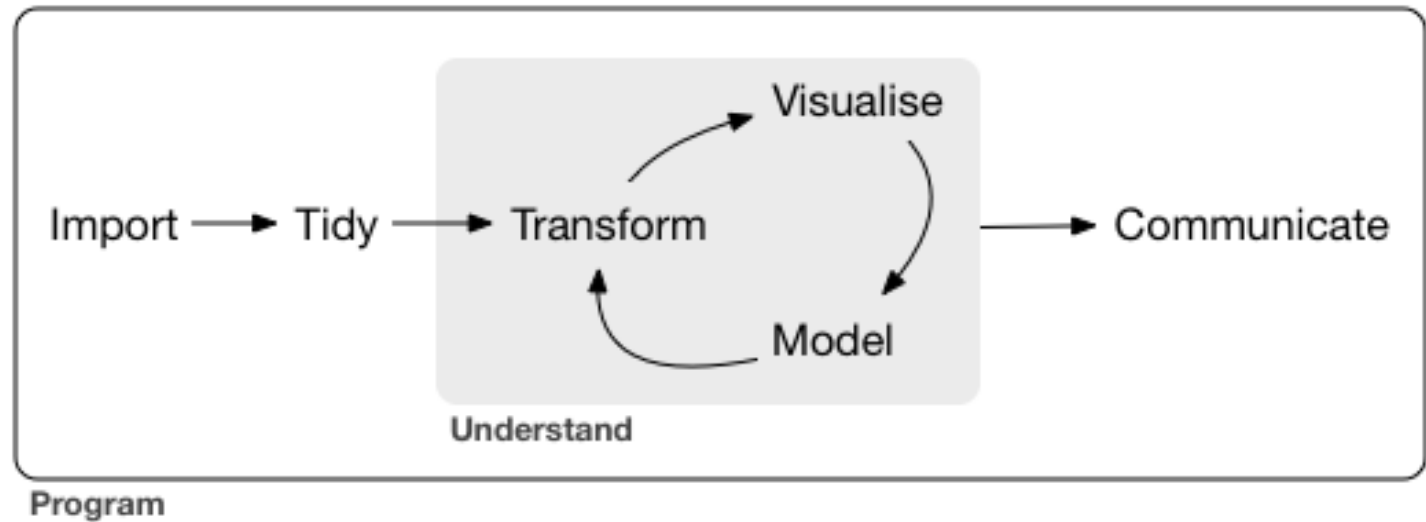 Visualise
Import Tidy Transform Communicate
Model
Understand
Program